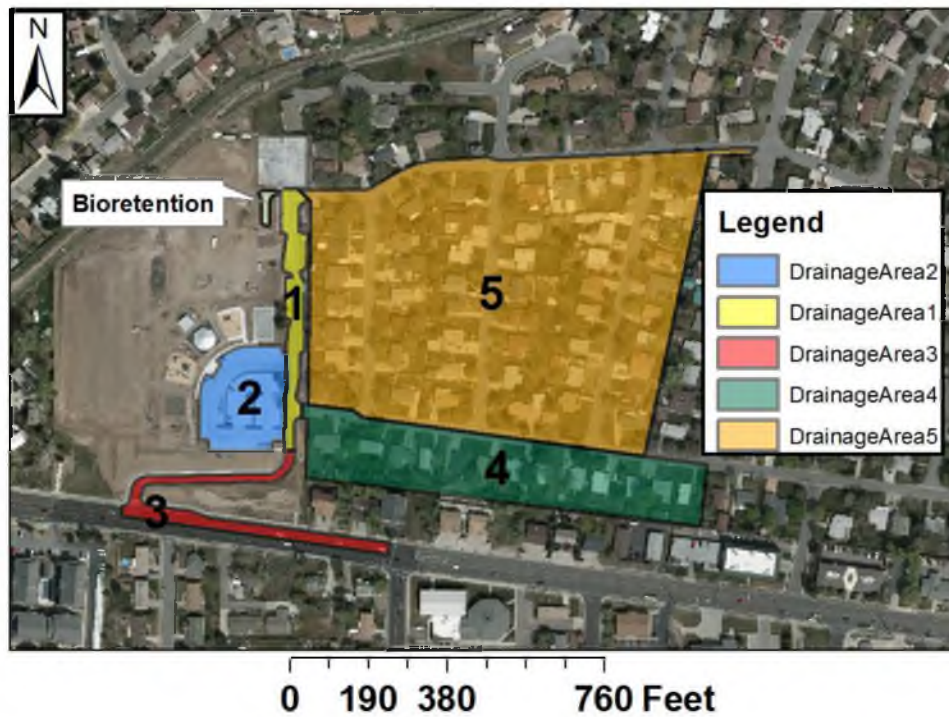 N
Bioretention
1
5
2
4
3
Legend
DrainageArea2
DrainageArea1
DrainageArea3
DrainageArea4
DrainageArea5
0 190 380 760 Feet